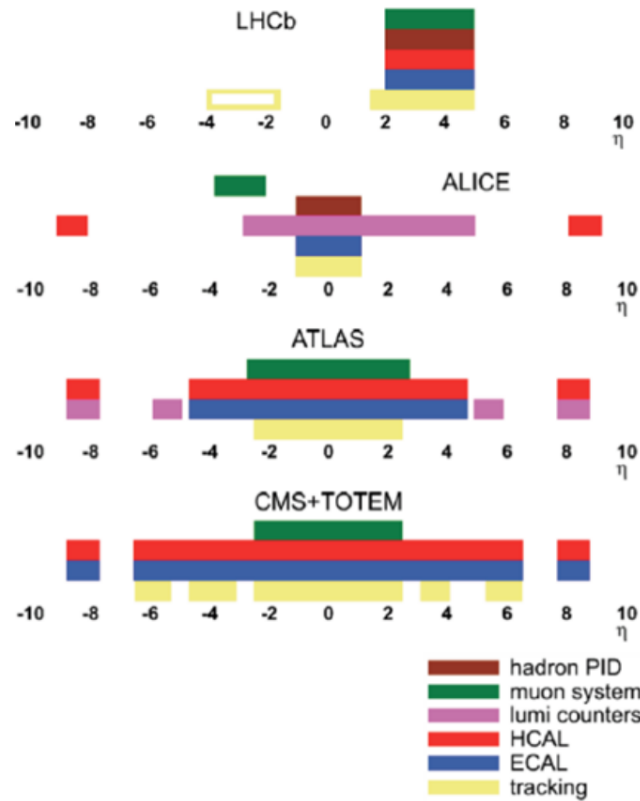 LHCb
-10 -8 -4 -2 0 2 4 6 8 10
η
ALICE
-10 -8 -6 -4 -2 0 2 4 6 8 10
η
ATLAS
-10 -8 -6 -4 -2 0 2 4 6 8 10
η
CMS+TOTEM
-10 -8 -6 -4 -2 0 2 4 6 8 10
η
hadron PID
muon system
lumi counters
HCAL
ECAL
tracking